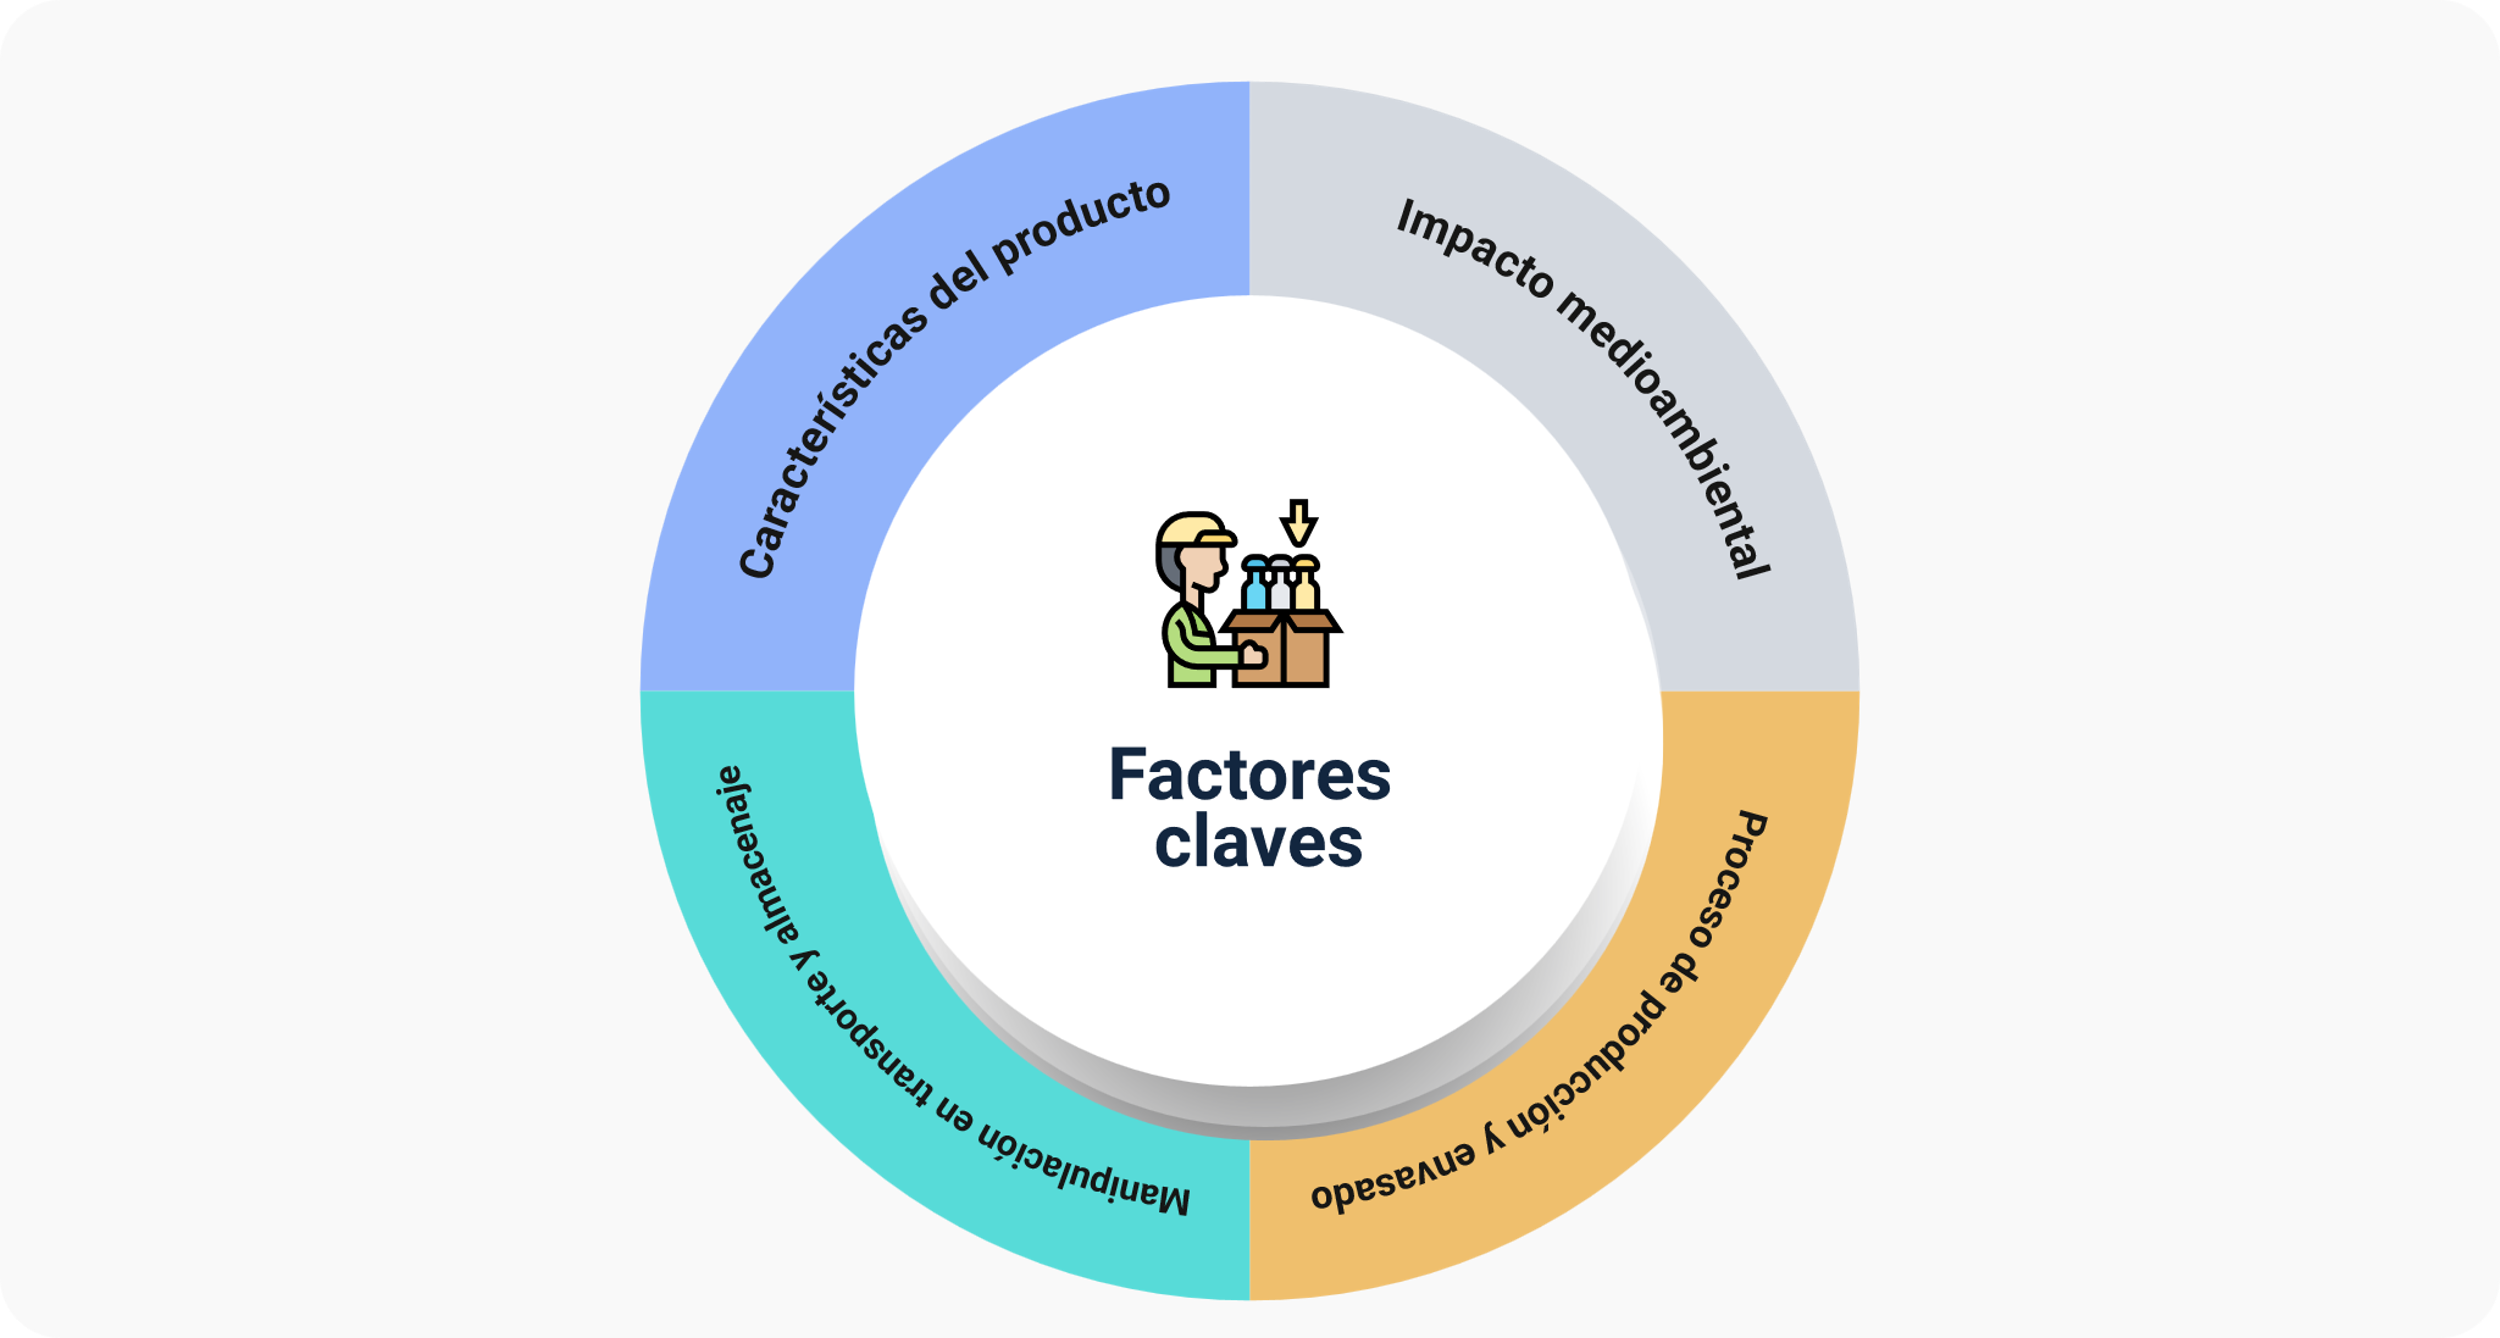 Características del producto
Impacto medioambiental
Proceso de producción y envasado
Manipulación en transporte y almacenaje
Factores
claves